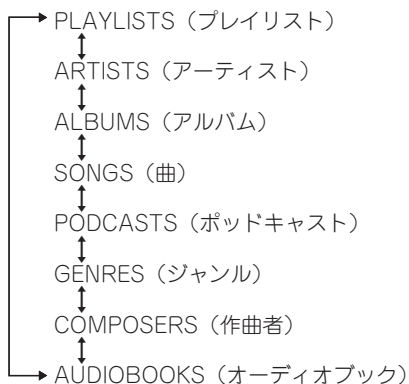 PLAYLISTS（プレイリスト）
ARTISTS（アーティスト）
ALBUMS（アルバム）
SONGS（曲）
PODCASTS（ポッドキャスト）
GENRES（ジャンル）
COMPOSERS（作曲者）
AUDIOBOOKS（オーディオブック）